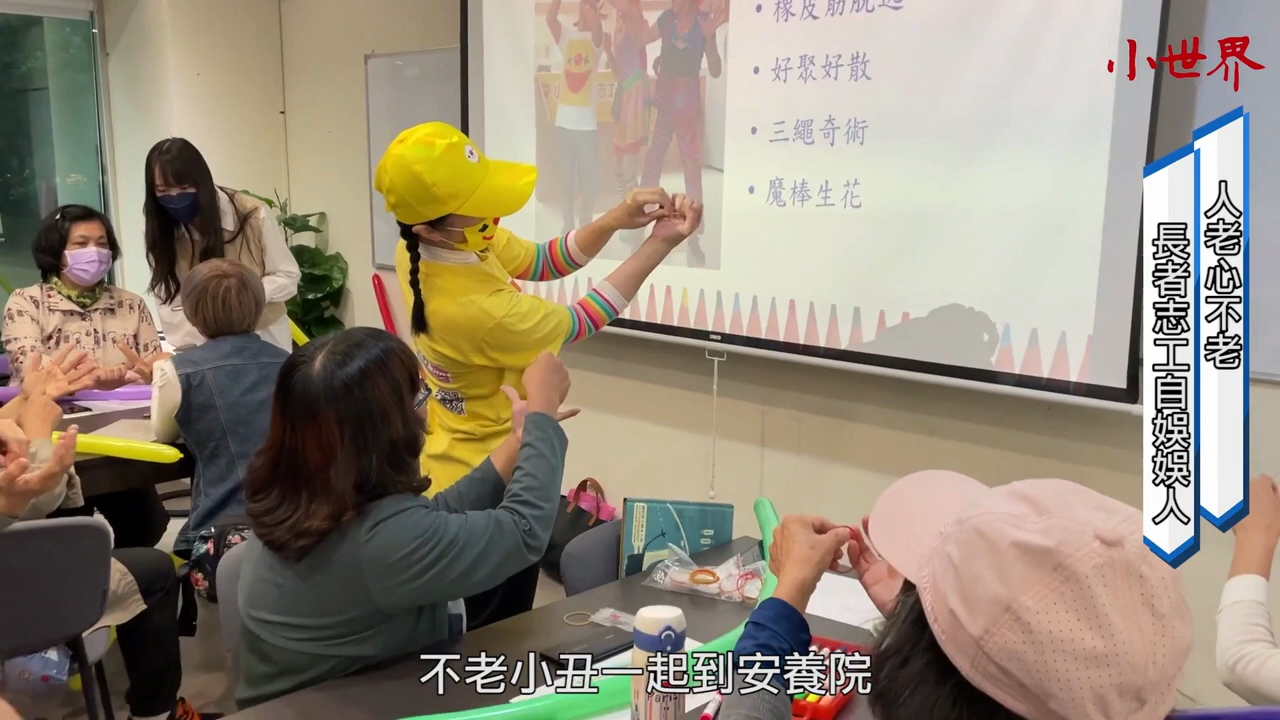 橡皮筋脫逃
好聚好散
三繩奇術
魔棒生花
小世界
人老心不老
長者志工自娛娛人
不老小丑一起到安養院